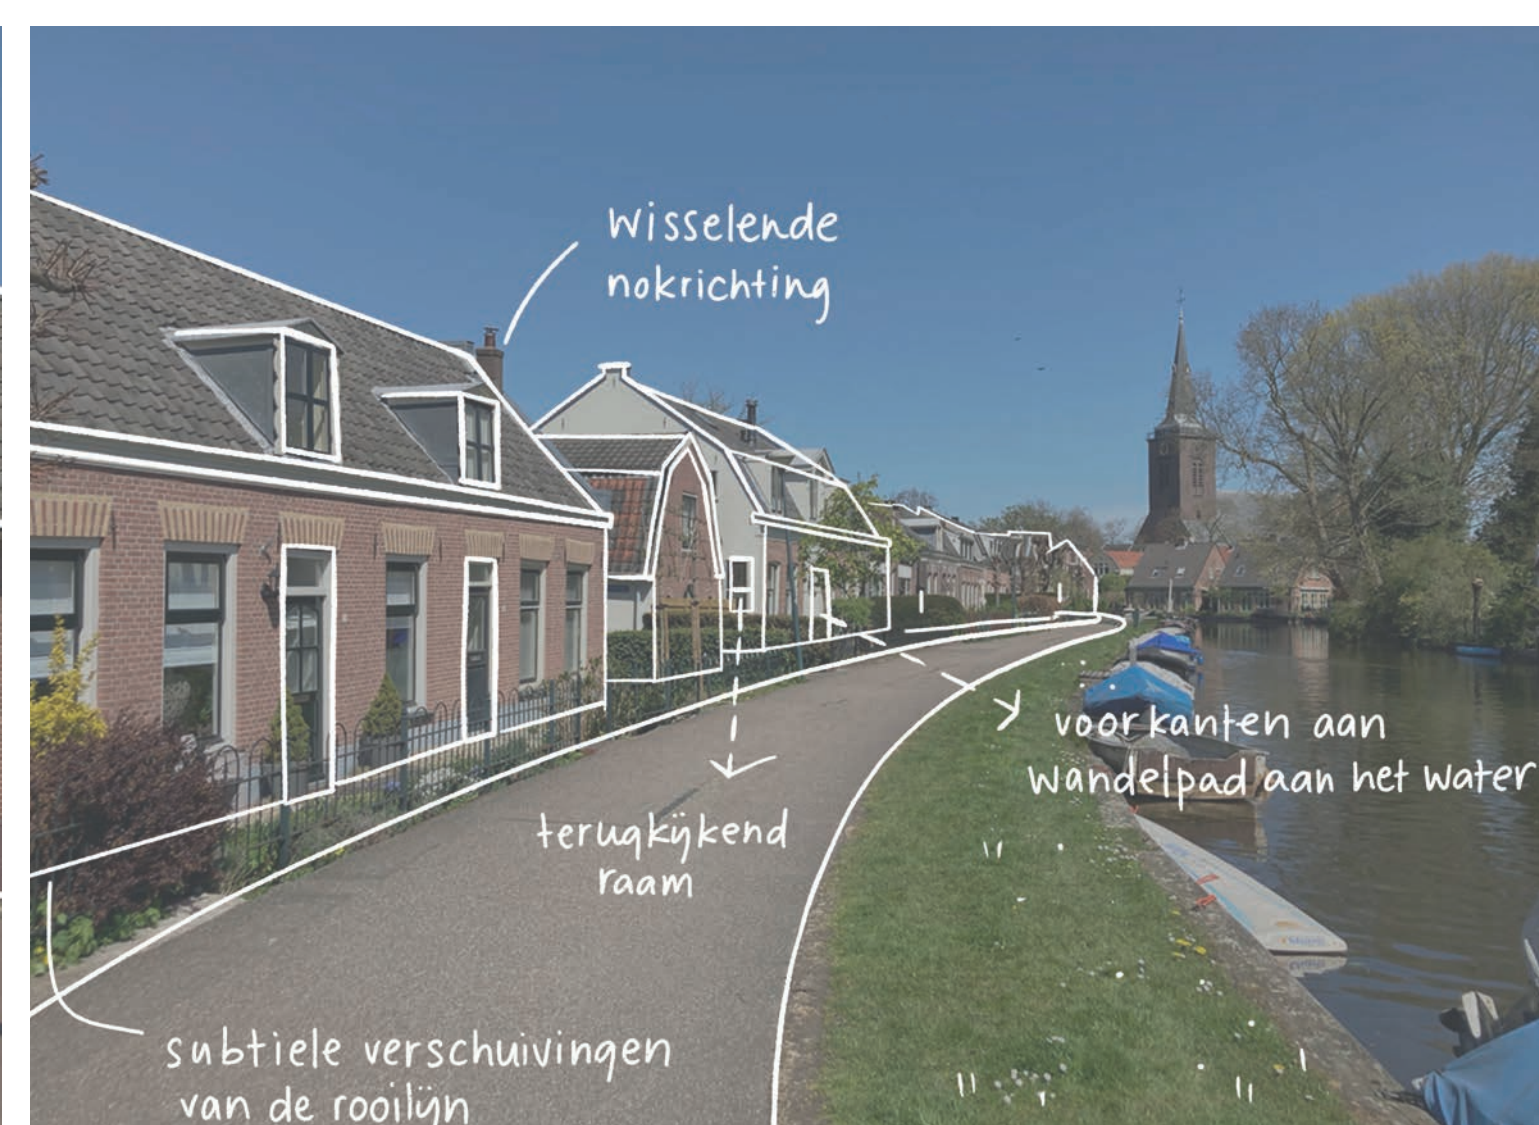 wisselende
nokrichting
voorkanten aan
wandelpad aan het water
terugkijkend
raam
subtiele verschuivingen
van de rooilijn